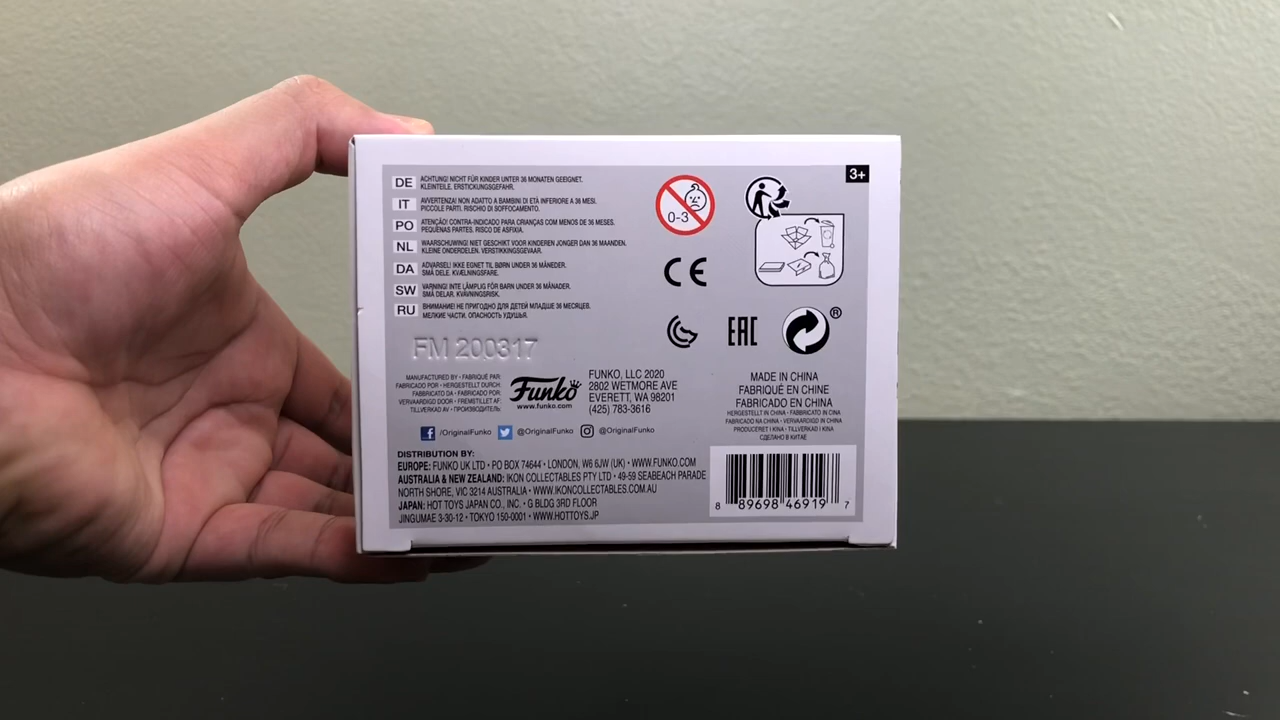 3+
DE ACHTUNG! NICHT FÜR KINDER UNTER 36 MONATEN GEEIGNET.
KLEINTEILE. ERSTICKUNGSGEFAHR.
IT AVVERTENZA! NON ADATTO A BAMBINI DI ETÀ INFERIORE A 36 MESI.
PICCOLE PARTI. RISCHIO DI SOFFOCAMENTO.
PO ATENÇÃO! CONTRA-INDICADO PARA CRIANÇAS COM MENOS DE 36 MESES.
PEQUENAS PARTES. RISCO DE ASFIXIA.
NL WAARSCHUWING! NIET GESCHIKT VOOR KINDEREN JONGER DAN 36 MAANDEN.
KLEINE ONDERDELEN. VERSTIKKINGSGEVAAR.
DA ADVARSEL! IKKE EGNET TIL BØRN UNDER 36 MÅNEDER.
SMÅ DELE. KVÆLNINGSFARE.
SW VARNING! INTE LÄMPLIG FÖR BARN UNDER 36 MÅNADER.
SMÅ DELAR. KVÄVNINGSRISK.
RU ВНИМАНИЕ! НЕ ПРИГОДНО ДЛЯ ДЕТЕЙ МЛАДШЕ 36 МЕСЯЦЕВ.
МЕЛКИЕ ЧАСТИ. ОПАСНОСТЬ УДУШЬЯ.
0-3
CE
EAC
®
FM 200317
MANUFACTURED BY • FABRIQUÉ PAR
FABRICADO POR • HERGESTELLT DURCH
FABBRICATO DA • FABRICADO POR
VERVAARDIGD DOOR • FREMSTILLET AF
TILLVERKAD AV • ПРОИЗВОДИТЕЛЬ:
Funko
www.funko.com
FUNKO, LLC 2020
2802 WETMORE AVE
EVERETT, WA 98201
(425) 783-3616
MADE IN CHINA
FABRIQUÉ EN CHINE
FABRICADO EN CHINA
HERGESTELLT IN CHINA • FABBRICATO IN CINA
FABRICADO NA CHINA • VERVAARDIGD IN CHINA
PRODUCERET I KINA • TILLVERKAD I KINA
СДЕЛАНО В КИТАЕ
/OriginalFunko @OriginalFunko @OriginalFunko
DISTRIBUTION BY:
EUROPE: FUNKO UK LTD • PO BOX 74644 • LONDON, W6 6JW (UK) • WWW.FUNKO.COM
AUSTRALIA & NEW ZEALAND: IKON COLLECTABLES PTY LTD • 49-59 SEABEACH PARADE
NORTH SHORE, VIC 3214 AUSTRALIA • WWW.IKONCOLLECTABLES.COM.AU
JAPAN: HOT TOYS JAPAN CO., INC. • G BLDG 3RD FLOOR
JINGUMAE 3-30-12 • TOKYO 150-0001 • WWW.HOTTOYS.JP
8 89698 46919 7